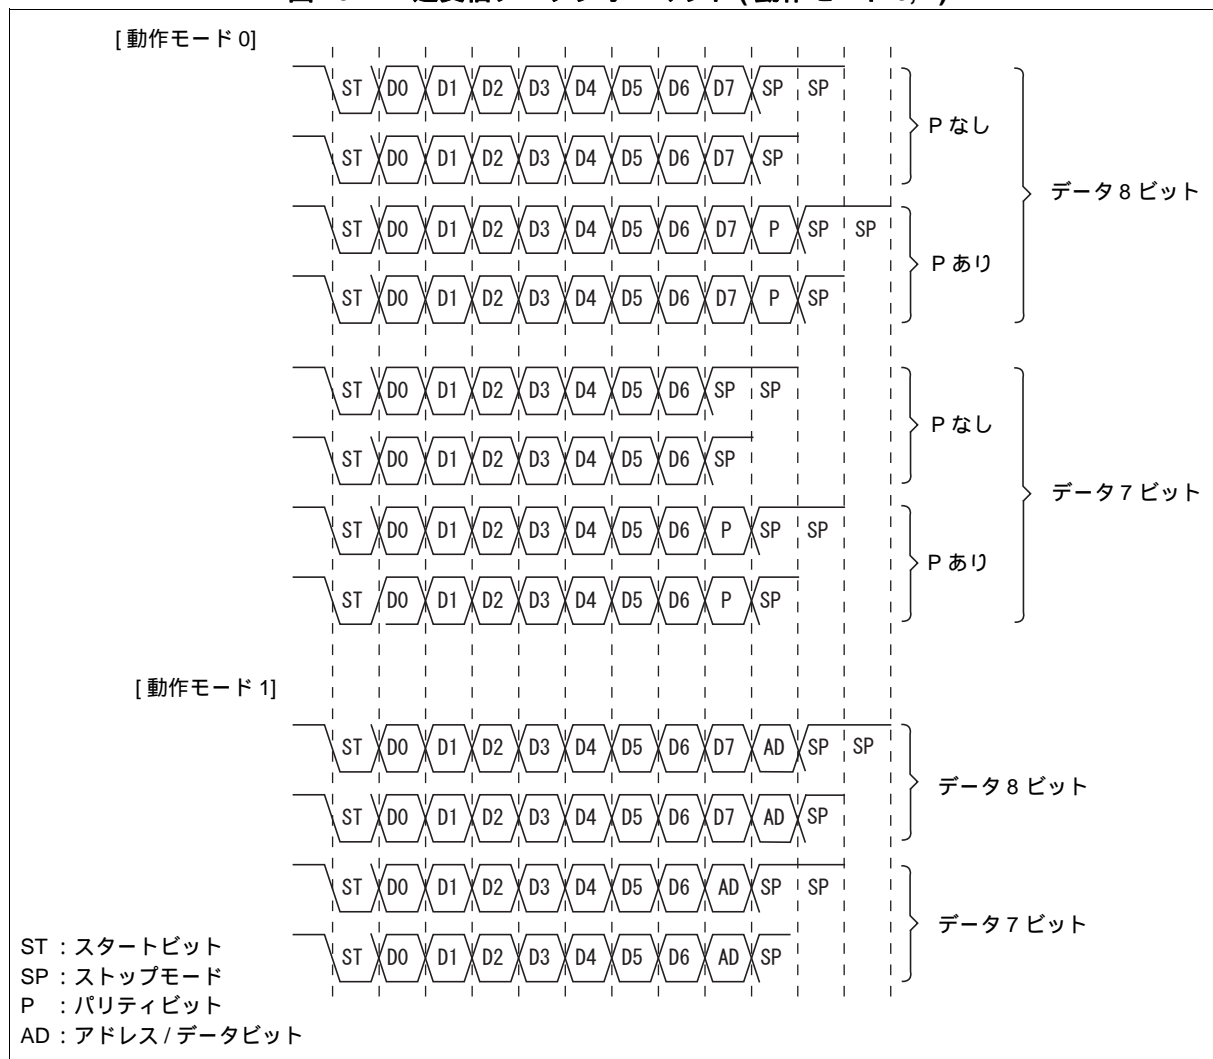 [動作モード 0]
ST D0 D1 D2 D3 D4 D5 D6 D7 SP SP
P なし
ST D0 D1 D2 D3 D4 D5 D6 D7 SP
データ 8 ビット
ST D0 D1 D2 D3 D4 D5 D6 D7 P SP SP
P あり
ST D0 D1 D2 D3 D4 D5 D6 D7 P SP
ST D0 D1 D2 D3 D4 D5 D6 SP SP
P なし
ST D0 D1 D2 D3 D4 D5 D6 SP
データ 7 ビット
ST D0 D1 D2 D3 D4 D5 D6 P SP SP
P あり
ST D0 D1 D2 D3 D4 D5 D6 P SP
[動作モード 1]
ST D0 D1 D2 D3 D4 D5 D6 D7 AD SP SP
データ 8 ビット
ST D0 D1 D2 D3 D4 D5 D6 D7 AD SP
ST D0 D1 D2 D3 D4 D5 D6 AD SP SP
データ 7 ビット
ST D0 D1 D2 D3 D4 D5 D6 AD SP
ST : スタートビット
SP : ストップモード
P : パリティビット
AD : アドレス / データビット